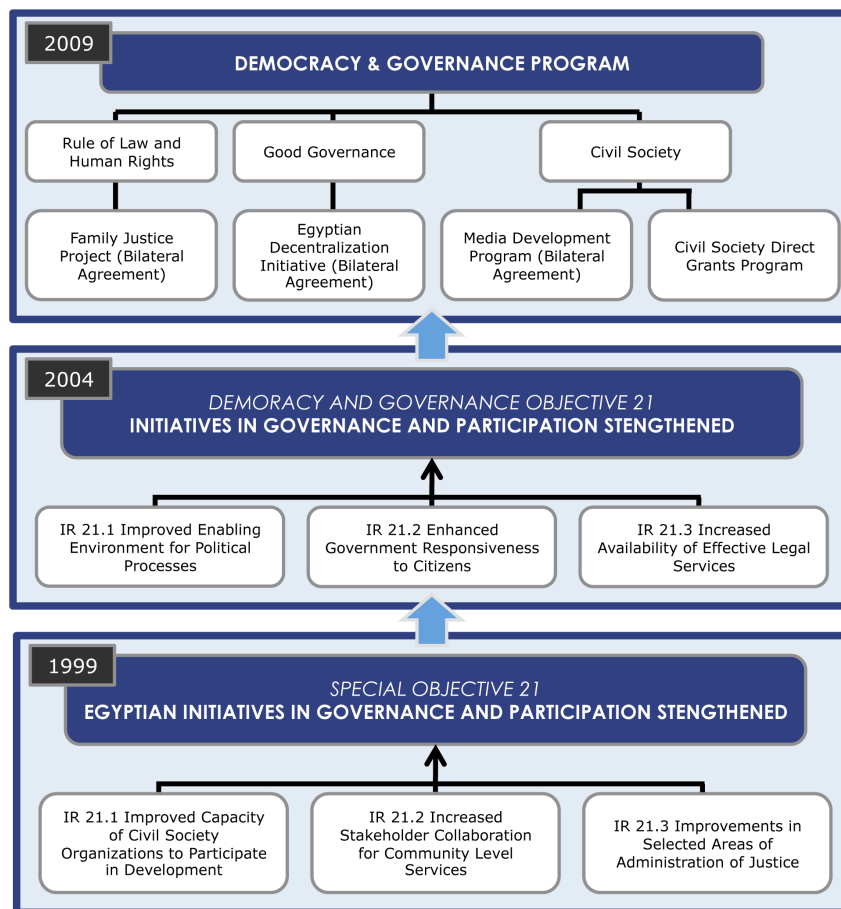 2009
DEMOCRACY & GOVERNANCE PROGRAM
Rule of Law and
Human Rights
Good Governance
Civil Society
Family Justice
Project (Bilateral
Agreement)
Egyptian
Decentralization
Initiative (Bilateral
Agreement)
Media Development
Program (Bilateral
Agreement)
Civil Society Direct
Grants Program
2004
DEMORACY AND GOVERNANCE OBJECTIVE 21
INITIATIVES IN GOVERNANCE AND PARTICIPATION STENGTHENED
IR 21.1 Improved Enabling
Environment for Political
Processes
IR 21.2 Enhanced
Government Responsiveness
to Citizens
IR 21.3 Increased
Availability of Effective Legal
Services
1999
SPECIAL OBJECTIVE 21
EGYPTIAN INITIATIVES IN GOVERNANCE AND PARTICIPATION STENGTHENED
IR 21.1 Improved Capacity
of Civil Society
Organizations to Participate
in Development
IR 21.2 Increased
Stakeholder Collaboration
for Community Level
Services
IR 21.3 Improvements in
Selected Areas of
Administration of Justice